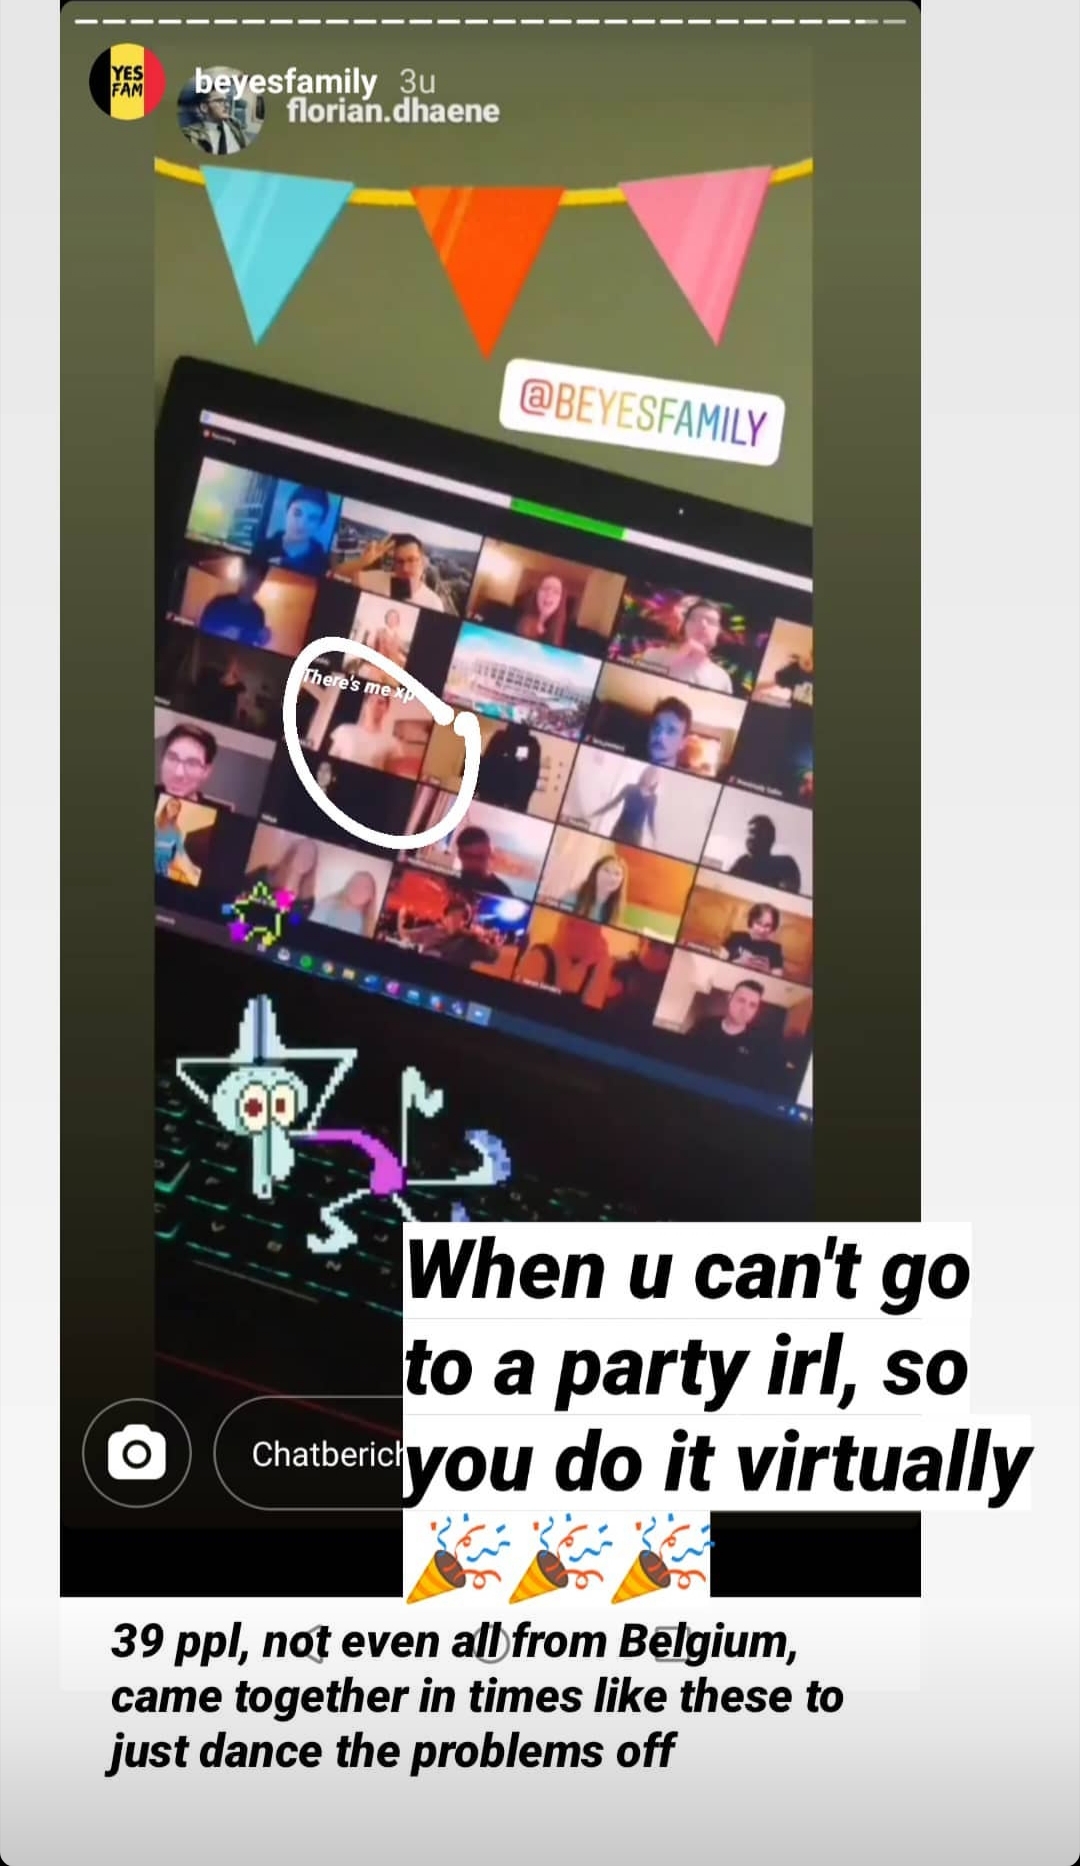 YES
FAM
beyesfamily 3u
florian.dhaene
@BEYESFAMILY
There's me xp
When u can't go
to a party irl, so
you do it virtually
🎉🎉🎉
Chatberich
39 ppl, not even all from Belgium,
came together in times like these to
just dance the problems off